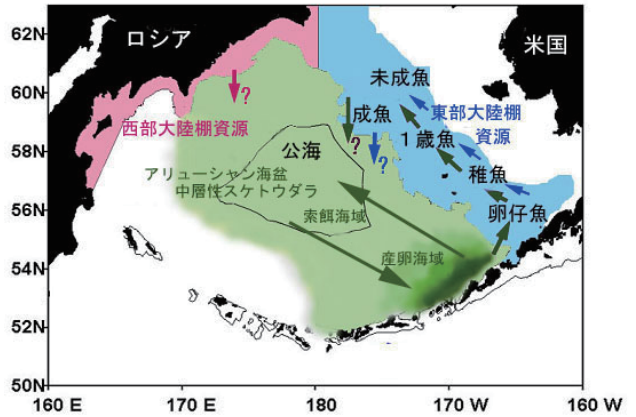 62N
60N
58N
56N
54N
52N
50N
160 E
170 E
180
170 W
160 W
ロシア
米国
未成魚
?
西部大陸棚資源
成魚
東部大陸棚
資源
1歳魚
?
?
公海
稚魚
アリューシャン海盆
中層性スケトウダラ
卵仔魚
索餌海域
産卵海域